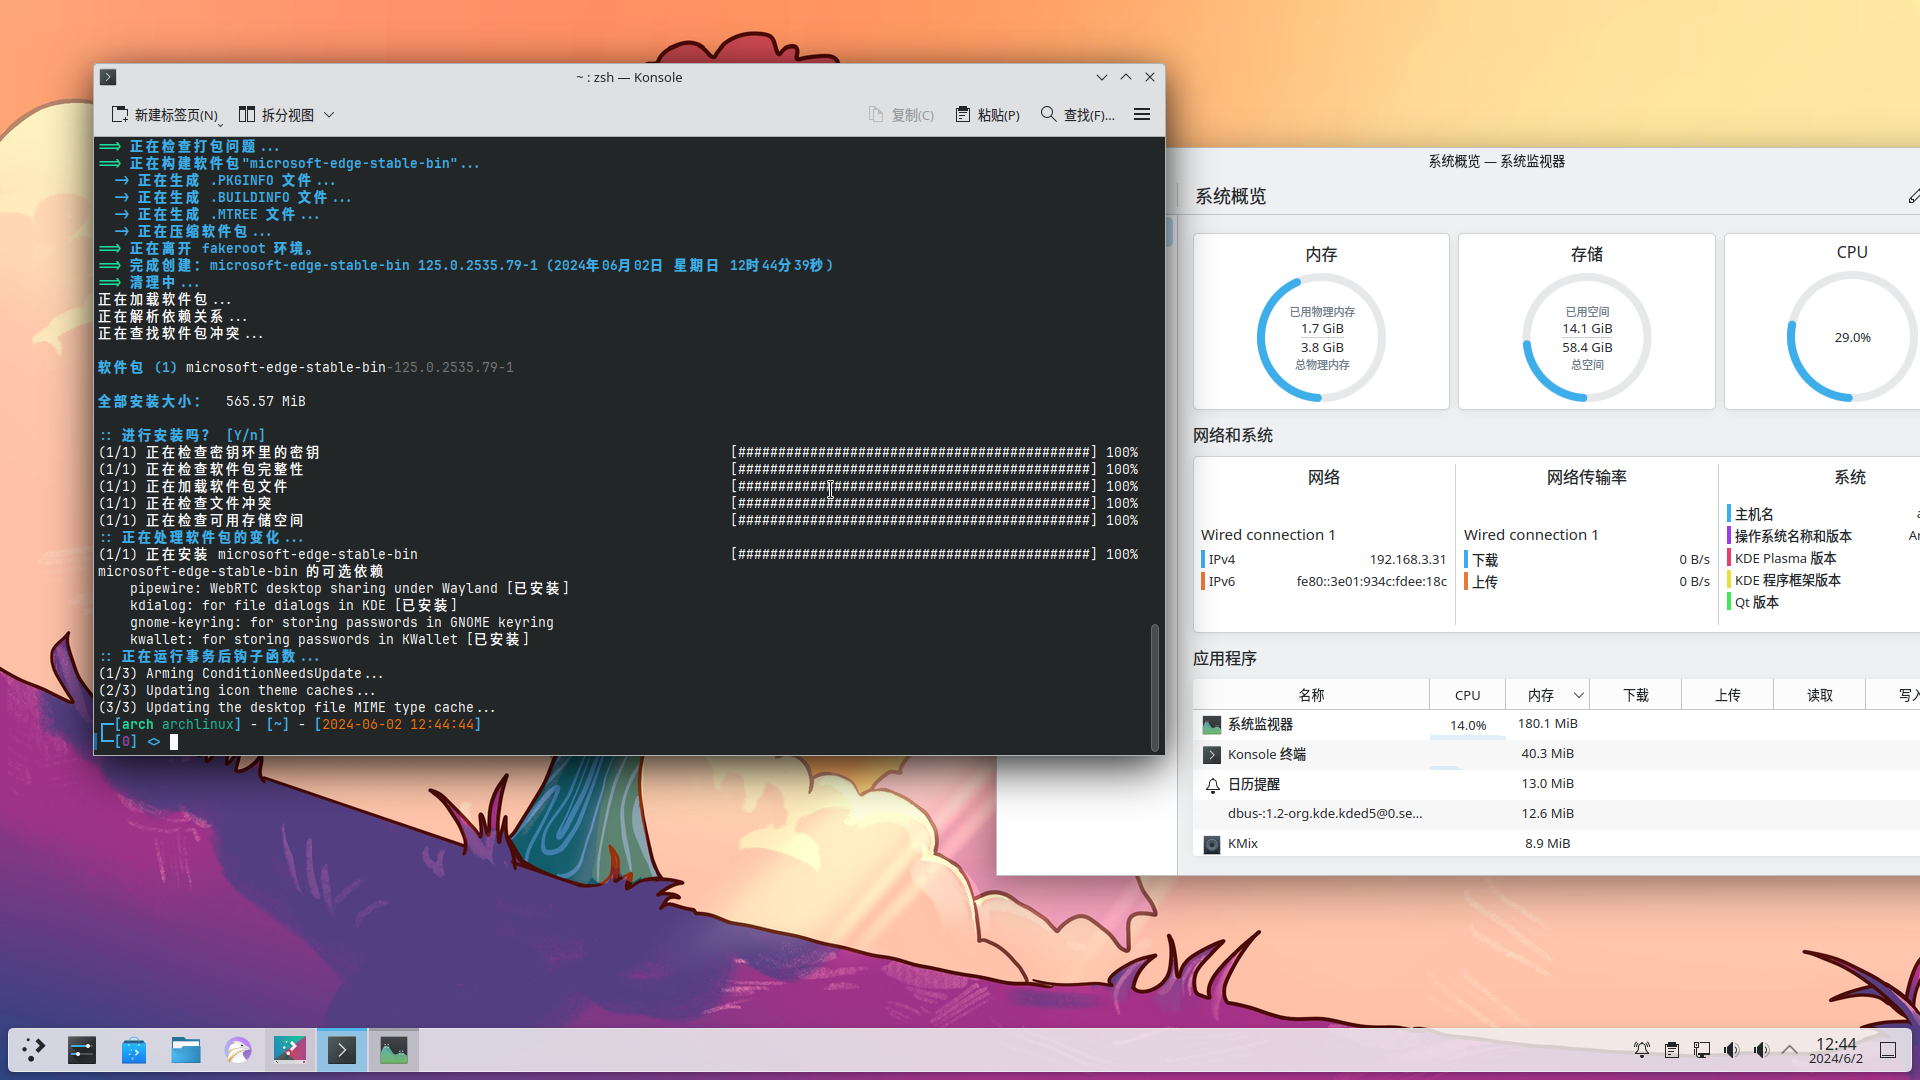 ~ : zsh — Konsole
新建标签页(N)
拆分视图
复制(C)
粘贴(P)
查找(F)...
==> 正在检查打包问题...
==> 正在构建软件包"microsoft-edge-stable-bin"...
-> 正在生成 .PKGINFO 文件...
-> 正在生成 .BUILDINFO 文件...
-> 正在生成 .MTREE 文件...
-> 正在压缩软件包...
==> 正在离开 fakeroot 环境。
==> 完成创建：microsoft-edge-stable-bin 125.0.2535.79-1 (2024年06月02日 星期日 12时44分39秒)
==> 清理中...
正在加载软件包...
正在解析依赖关系...
正在查找软件包冲突...
软件包 (1) microsoft-edge-stable-bin-125.0.2535.79-1
全部安装大小： 565.57 MiB
:: 进行安装吗？ [Y/n]
(1/1) 正在检查密钥环里的密钥 [############################################] 100%
(1/1) 正在检查软件包完整性 [############################################] 100%
(1/1) 正在加载软件包文件 [############################################] 100%
(1/1) 正在检查文件冲突 [############################################] 100%
(1/1) 正在检查可用存储空间 [############################################] 100%
:: 正在处理软件包的变化...
(1/1) 正在安装 microsoft-edge-stable-bin [############################################] 100%
microsoft-edge-stable-bin 的可选依赖
pipewire: WebRTC desktop sharing under Wayland [已安装]
kdialog: for file dialogs in KDE [已安装]
gnome-keyring: for storing passwords in GNOME keyring
kwallet: for storing passwords in KWallet [已安装]
:: 正在运行事务后钩子函数...
(1/3) Arming ConditionNeedsUpdate...
(2/3) Updating icon theme caches...
(3/3) Updating the desktop file MIME type cache...
┌─[arch archlinux] - [~] - [2024-06-02 12:44:44]
└─[0] <>
系统概览 — 系统监视器
系统概览
内存
已用物理内存
1.7 GiB
3.8 GiB
总物理内存
存储
已用空间
14.1 GiB
58.4 GiB
总空间
CPU
29.0%
网络和系统
网络
Wired connection 1
IPv4 192.168.3.31
IPv6 fe80::3e01:934c:fdee:18c
网络传输率
Wired connection 1
下载 0 B/s
上传 0 B/s
系统
主机名
操作系统名称和版本
KDE Plasma 版本
KDE 程序框架版本
Qt 版本
应用程序
名称 CPU 内存 下载 上传 读取 写入
系统监视器 14.0% 180.1 MiB
Konsole 终端 40.3 MiB
日历提醒 13.0 MiB
dbus-:1.2-org.kde.kded5@0.se... 12.6 MiB
KMix 8.9 MiB
12:44
2024/6/2